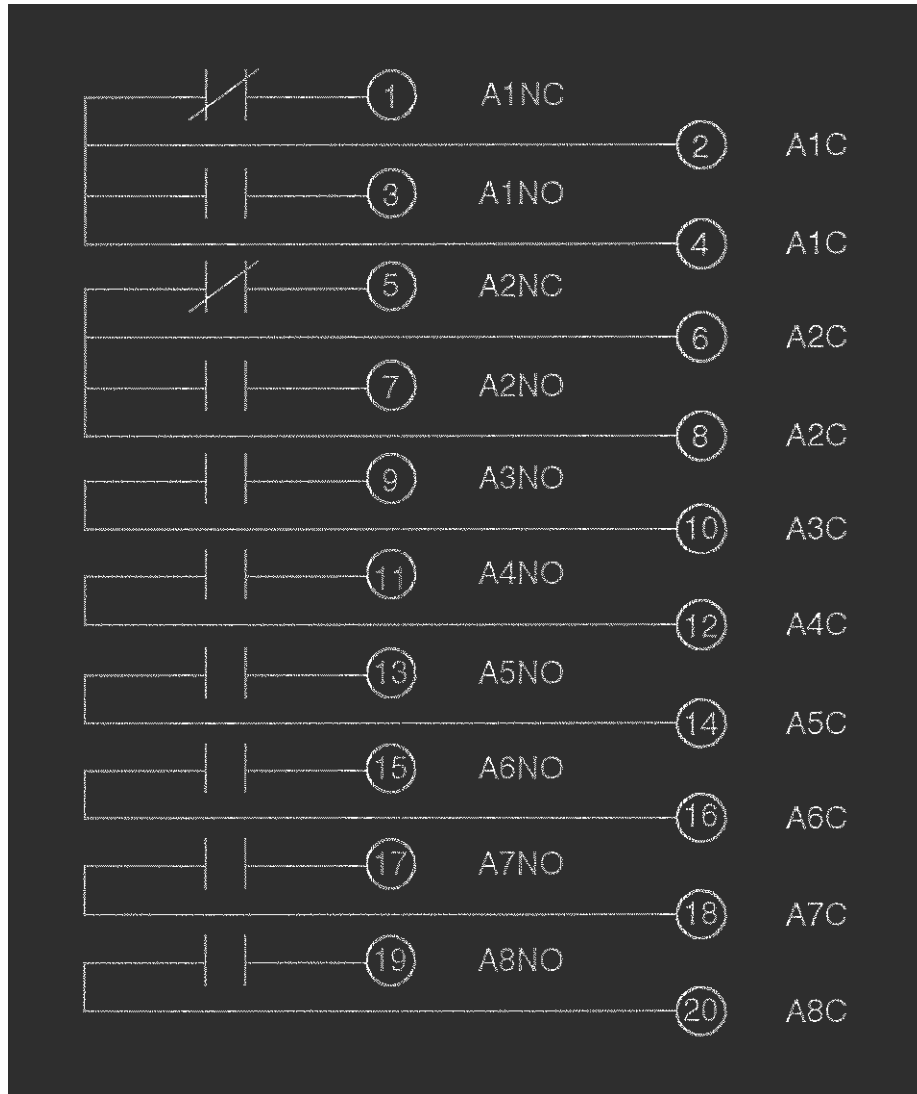 1 A1NC
2 A1C
3 A1NO
4 A1C
5 A2NC
6 A2C
7 A2NO
8 A2C
9 A3NO
10 A3C
11 A4NO
12 A4C
13 A5NO
14 A5C
15 A6NO
16 A6C
17 A7NO
18 A7C
19 A8NO
20 A8C